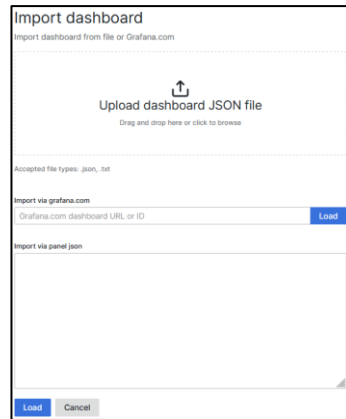 Import dashboard
Import dashboard from file or Grafana.com
Upload dashboard JSON file
Drag and drop here or click to browse
Accepted file types: .json, .txt
Import via grafana.com
Grafana.com dashboard URL or ID
Load
Import via panel json
Load
Cancel